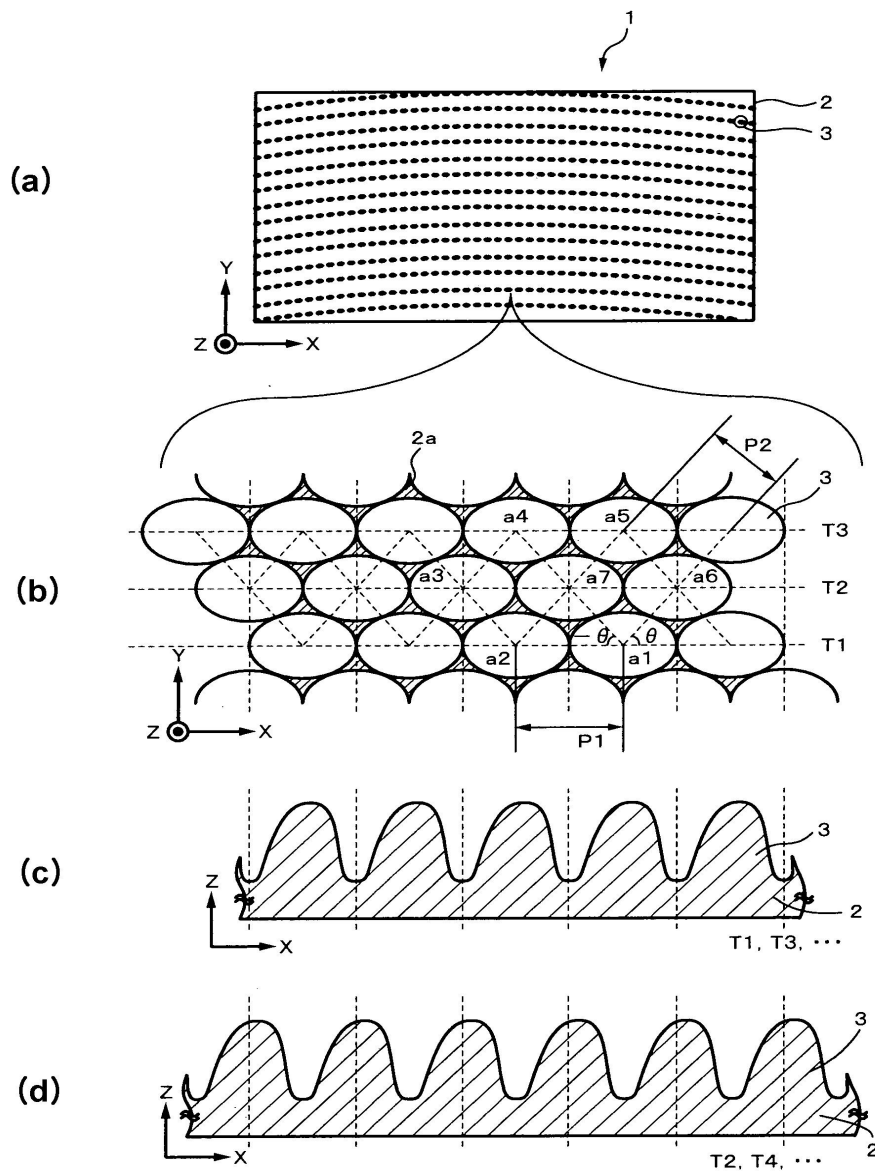 1
2
3
(a)
Y
Z
X
2a
P2
3
a4
a5
T3
(b)
a3
a7
a6
T2
θ
θ
T1
a2
a1
Y
Z
X
P1
(c)
Z
X
3
2
T1, T3, ···
(d)
Z
X
3
2
T2, T4, ···